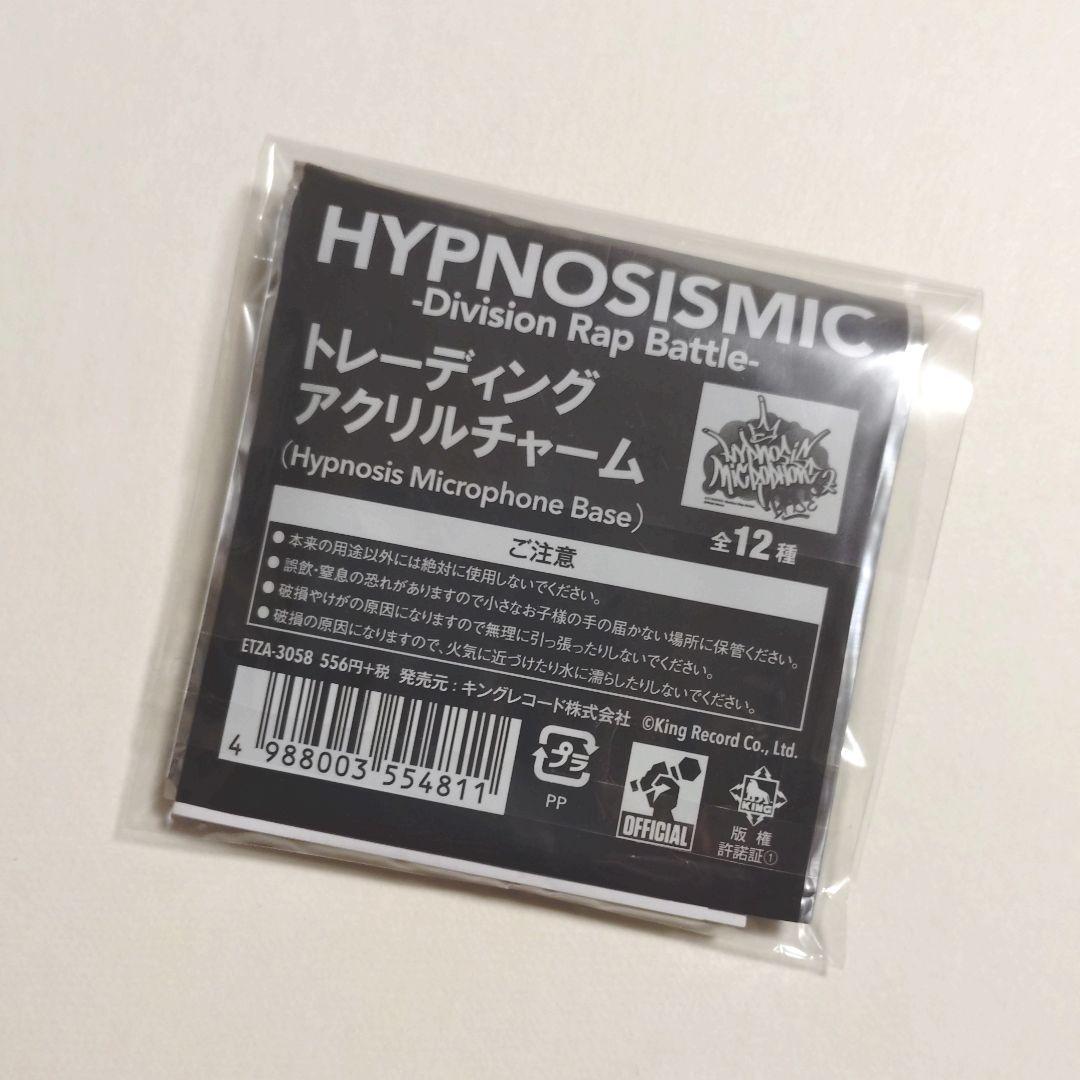 HYPNOSISMIC
-Division Rap Battle-
トレーディング
アクリルチャーム
(Hypnosis Microphone Base)
HYPNOSIS
MICROPHONE
全12種
ご注意
● 本来の用途以外には絶対に使用しないでください。
● 誤飲・窒息の恐れがありますので小さなお子様の手の届かない場所に保管ください。
● 破損やけがの原因になりますので無理に引っ張ったりしないでください。
● 破損の原因になりますので、火気に近づけたり水に濡らしたりしないでください。
ETZA-3058 556円+税 発売元：キングレコード株式会社 ©King Record Co., Ltd.
4 988003 554811
プラ
PP
OFFICIAL
KING
版権
許諾証①